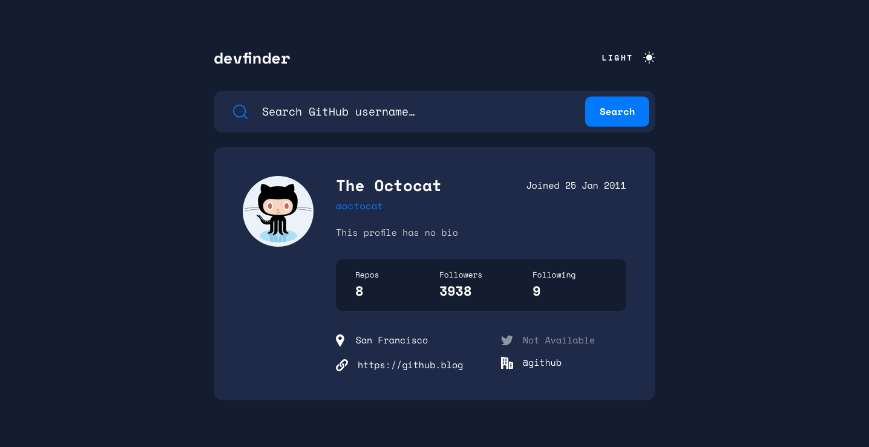 devfinder
LIGHT
Search GitHub username…
Search
The Octocat
Joined 25 Jan 2011
@octocat
This profile has no bio
Repos
Followers
Following
8
3938
9
San Francisco
Not Available
https://github.blog
@github